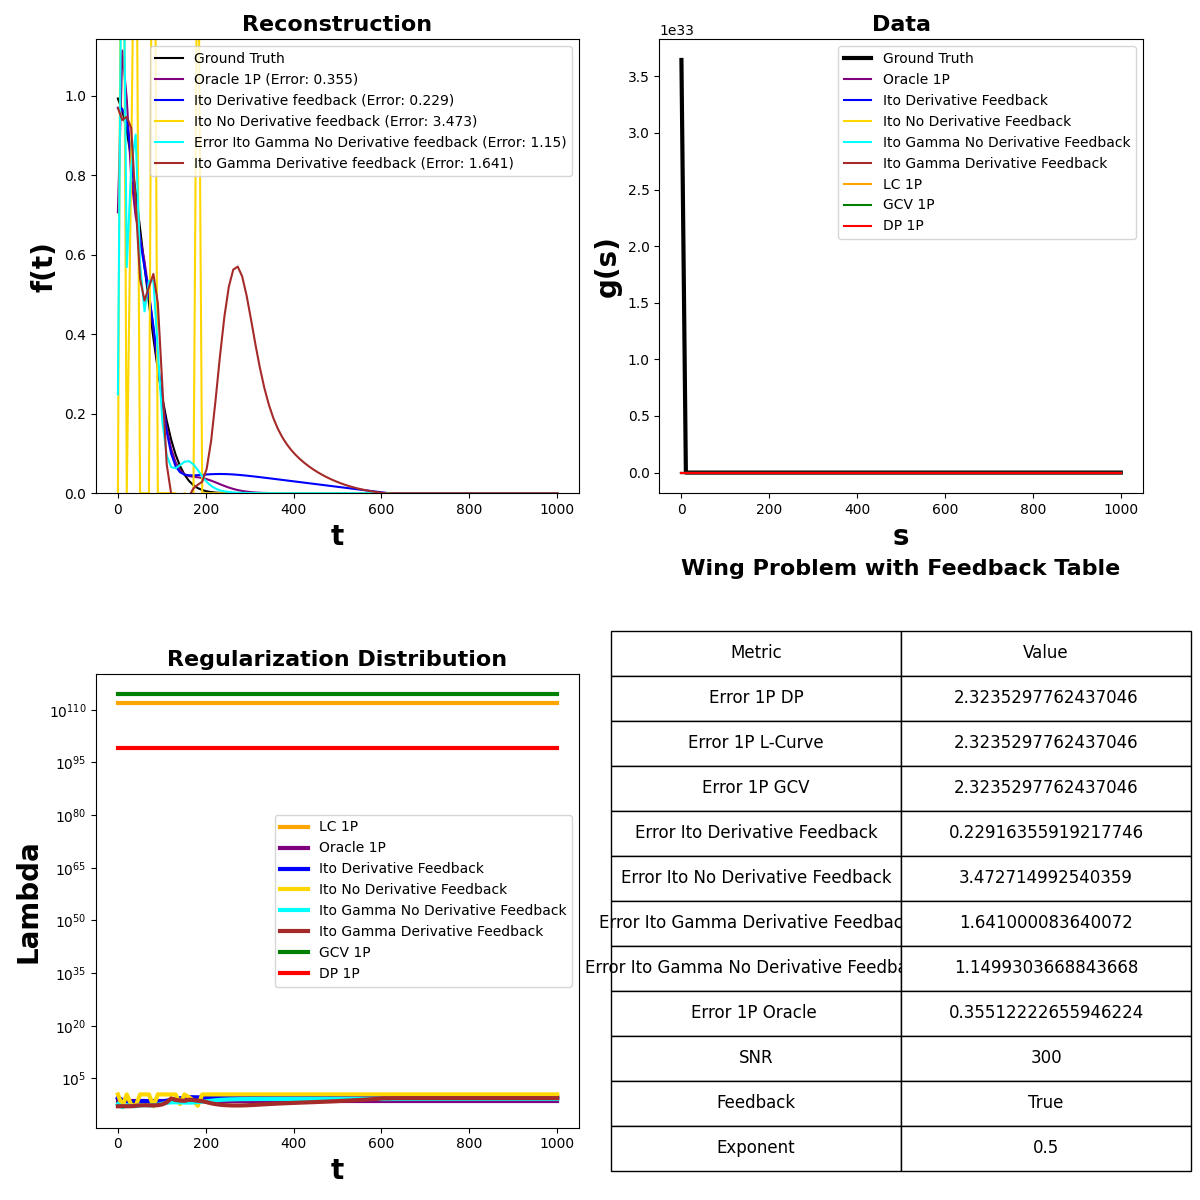 Reconstruction
f(t)
1.0
0.8
0.6
0.4
0.2
0.0
Ground Truth
Oracle 1P (Error: 0.355)
Ito Derivative feedback (Error: 0.229)
Ito No Derivative feedback (Error: 3.473)
Error Ito Gamma No Derivative feedback (Error: 1.15)
Ito Gamma Derivative feedback (Error: 1.641)
0 200 400 600 800 1000
t
Data
1e33
g(s)
3.5
3.0
2.5
2.0
1.5
1.0
0.5
0.0
Ground Truth
Oracle 1P
Ito Derivative Feedback
Ito No Derivative Feedback
Ito Gamma No Derivative Feedback
Ito Gamma Derivative Feedback
LC 1P
GCV 1P
DP 1P
0 200 400 600 800 1000
s
Regularization Distribution
Lambda
10^110
10^95
10^80
10^65
10^50
10^35
10^20
10^5
LC 1P
Oracle 1P
Ito Derivative Feedback
Ito No Derivative Feedback
Ito Gamma No Derivative Feedback
Ito Gamma Derivative Feedback
GCV 1P
DP 1P
0 200 400 600 800 1000
t
Wing Problem with Feedback Table
Metric Value
Error 1P DP 2.3235297762437046
Error 1P L-Curve 2.3235297762437046
Error 1P GCV 2.3235297762437046
Error Ito Derivative Feedback 0.22916355919217746
Error Ito No Derivative Feedback 3.472714992540359
Error Ito Gamma Derivative Feedbac 1.641000083640072
Error Ito Gamma No Derivative Feedba 1.1499303668843668
Error 1P Oracle 0.35512222655946224
SNR 300
Feedback True
Exponent 0.5